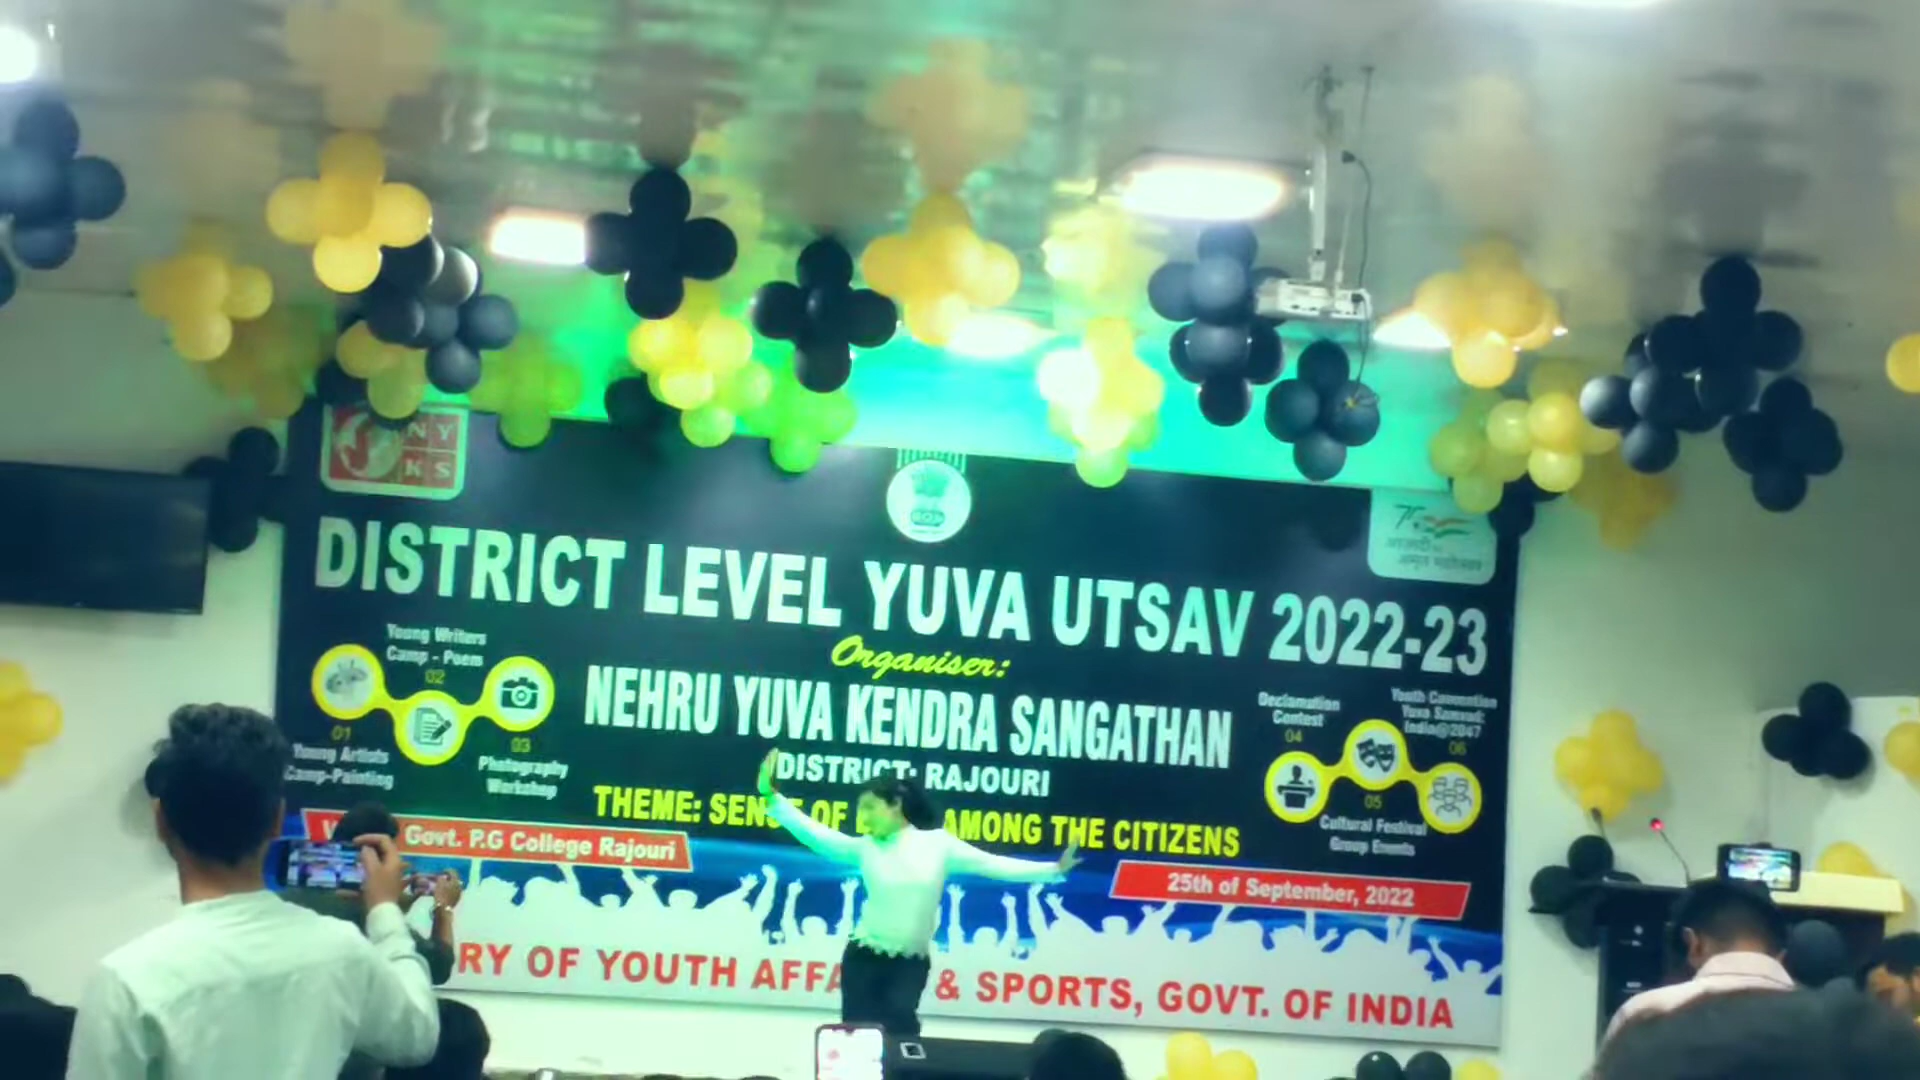 NY
KS
DISTRICT LEVEL YUVA UTSAV 2022-23
Organiser:
NEHRU YUVA KENDRA SANGATHAN
DISTRICT: RAJOURI
THEME: SENSE OF AMONG THE CITIZENS
Young Writers
Camp - Poem
02
01
Young Artists
Camp-Painting
03
Photography
Workshop
Declamation
Contest
04
Youth Convention
Yuva Samvad:
India@2047
06
05
Cultural Festival
Group Events
Govt. P.G College Rajouri
25th of September, 2022
RY OF YOUTH AFFA & SPORTS, GOVT. OF INDIA